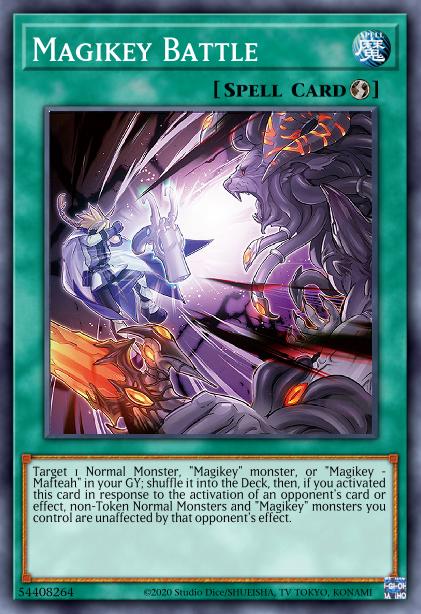 Magikey Battle
SPELL
魔
[Spell Card]
Target 1 Normal Monster, "Magikey" monster, or "Magikey -
Mafteah" in your GY; shuffle it into the Deck, then, if you activated
this card in response to the activation of an opponent's card or
effect, non-Token Normal Monsters and "Magikey" monsters you
control are unaffected by that opponent's effect.
54408264 ©2020 Studio Dice/SHUEISHA, TV TOKYO, KONAMI